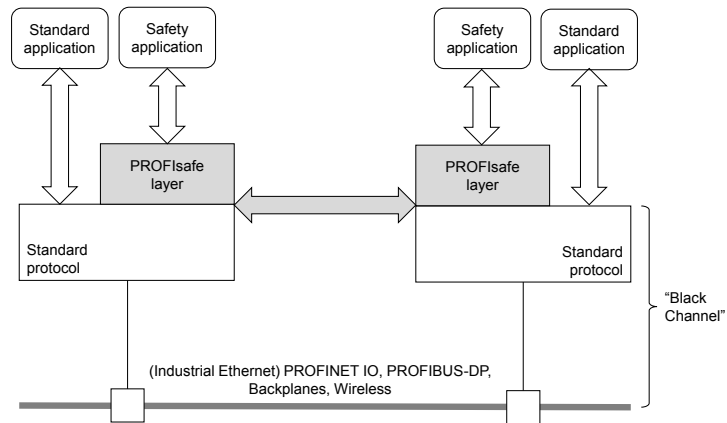 Standard
application
Safety
application
Safety
application
Standard
application
PROFIsafe
layer
PROFIsafe
layer
Standard
protocol
Standard
protocol
“Black
Channel”
(Industrial Ethernet) PROFINET IO, PROFIBUS-DP,
Backplanes, Wireless